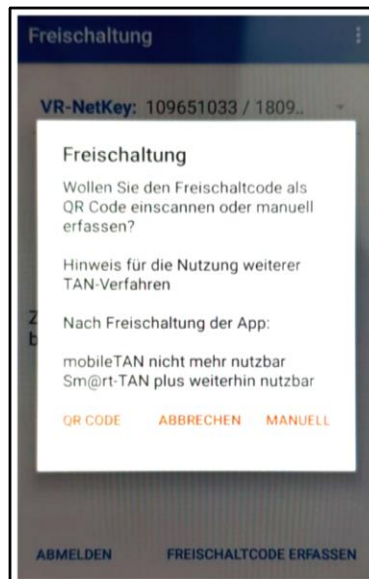 Freischaltung
VR-NetKey: 109651033 / 1809..
Freischaltung
Wollen Sie den Freischaltcode als
QR Code einscannen oder manuell
erfassen?
Hinweis für die Nutzung weiterer
TAN-Verfahren
Nach Freischaltung der App:
mobileTAN nicht mehr nutzbar
Sm@rt-TAN plus weiterhin nutzbar
QR CODE ABBRECHEN MANUELL
ABMELDEN FREISCHALTCODE ERFASSEN